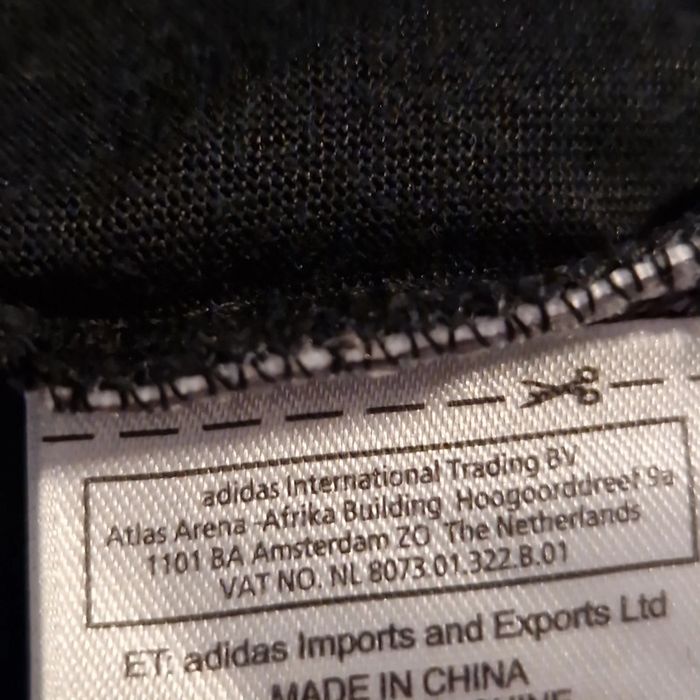 adidas International Trading BV
Atlas Arena -Afrika Building Hoogoorddreef 9a
1101 BA Amsterdam ZO The Netherlands
VAT NO. NL 8073.01.322.B.01
ET: adidas Imports and Exports Ltd
MADE IN CHINA